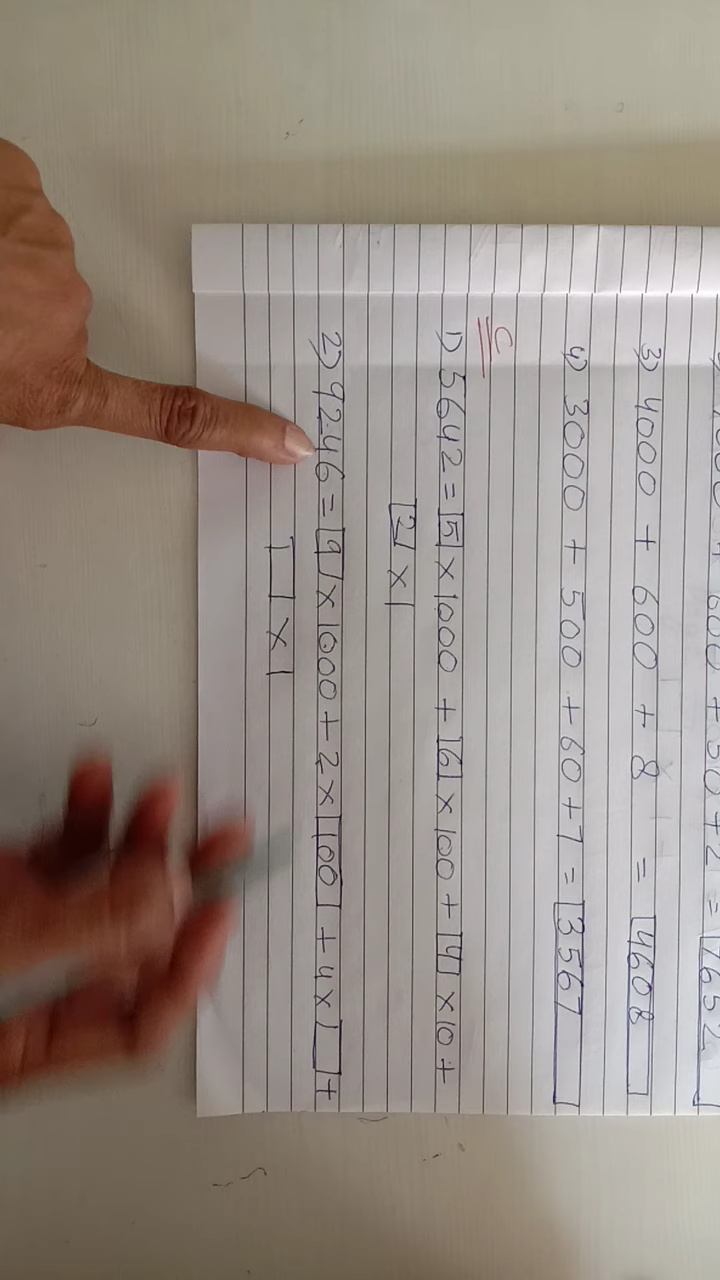 3) 4000 + 600 + 8 = 4608
4) 3000 + 500 + 60 + 7 = 3567
C
1) 5642 = 5 × 1000 + 6 × 100 + 4 × 10 +
2 × 1
2) 9246 = 9 × 1000 + 2 × 100 + 4 × +
× 1